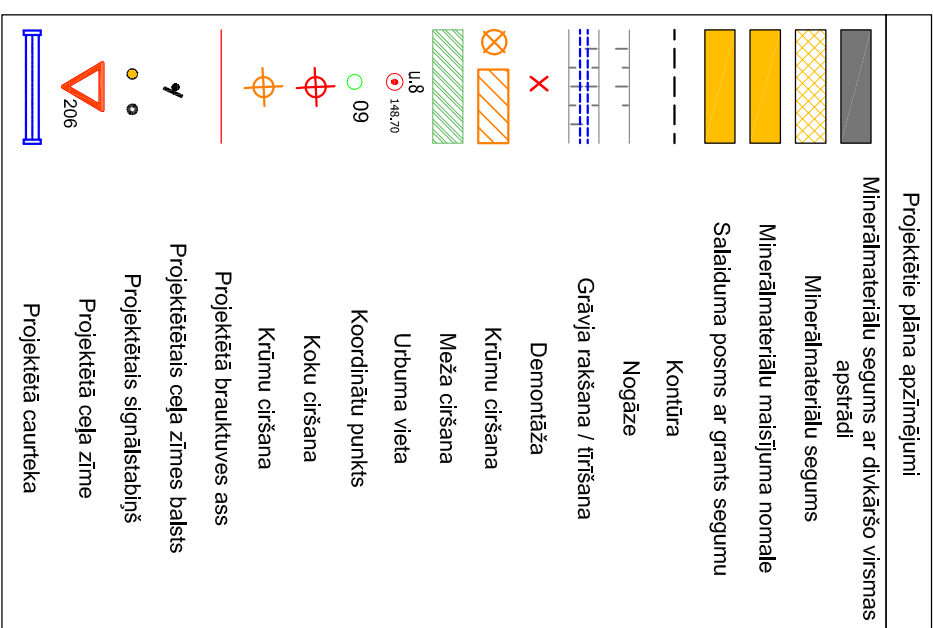 Projektētie plāna apzīmējumi
Minerālmateriālu segums ar divkāršo virsmas
apstrādi
Minerālmateriālu segums
Minerālmateriālu maisījuma nomale
Salaiduma posms ar grants segumu
Kontūra
Nogāze
Grāvja rakšana / tīrīšana
Demontāža
Krūmu ciršana
Meža ciršana
u.8
148.70
Urbuma vieta
09
Koordinātu punkts
Koku ciršana
Krūmu ciršana
Projektētā brauktuves ass
Projektētētais ceļa zīmes balsts
Projektētais signālstabiņš
206
Projektētā ceļa zīme
Projektētā caurteka